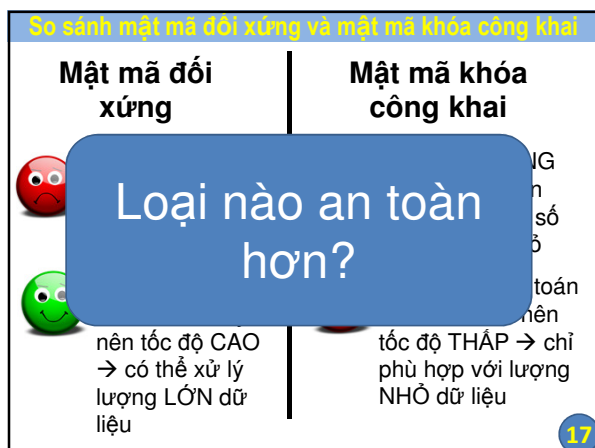 So sánh mật mã đối xứng và mật mã khóa công khai
Mật mã đối
xứng
nên tốc độ CAO
→ có thể xử lý
lượng LỚN dữ
liệu
Mật mã khóa
công khai
NG
số
toán
nên
tốc độ THẤP → chỉ
phù hợp với lượng
NHỎ dữ liệu
Loại nào an toàn
hơn?
17